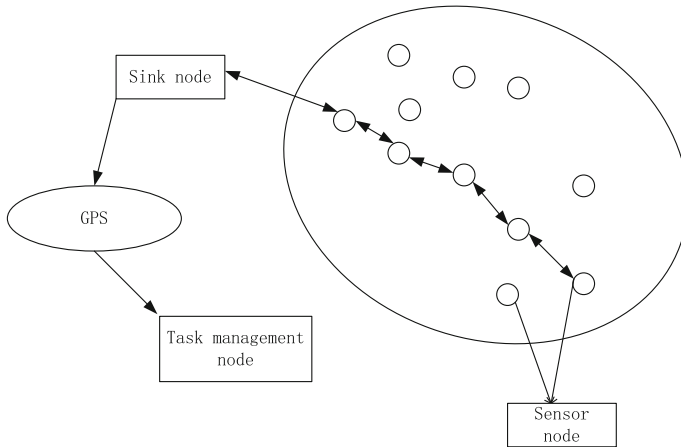 Sink node
GPS
Task management
node
Sensor
node